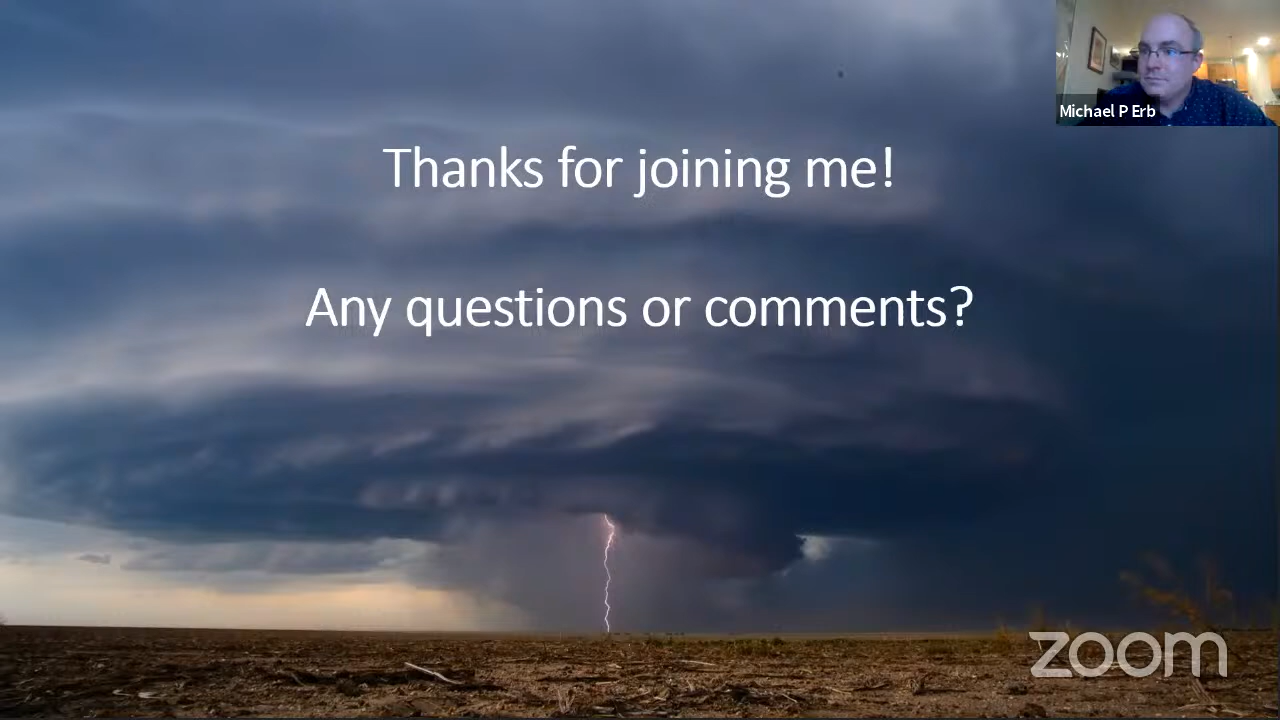 Michael P Erb
Thanks for joining me!
Any questions or comments?
zoom